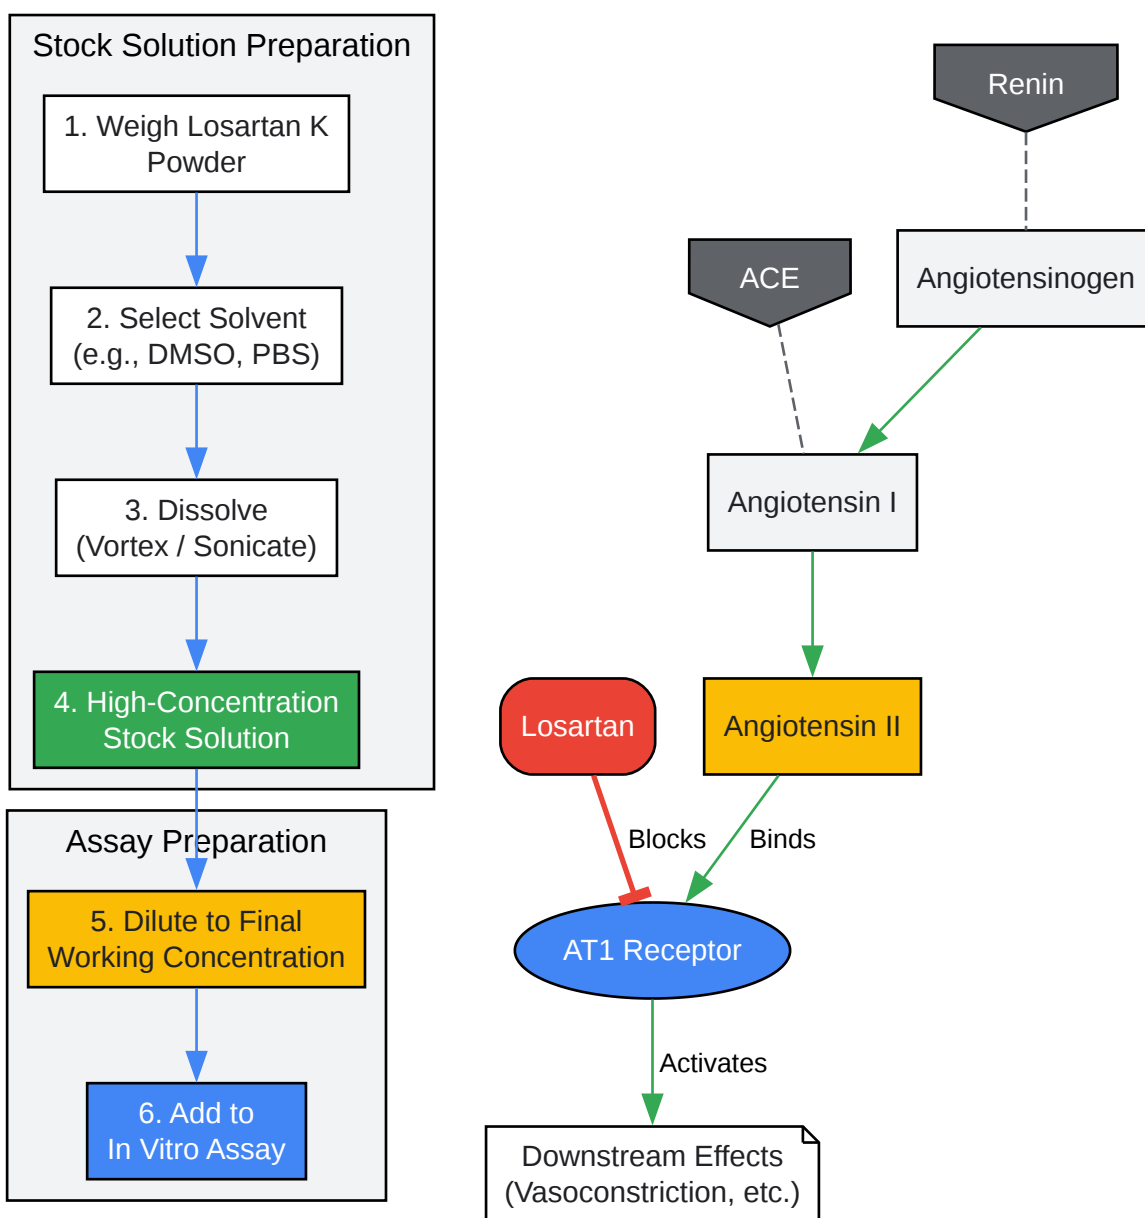 Stock Solution Preparation
1. Weigh Losartan K
Powder
2. Select Solvent
(e.g., DMSO, PBS)
3. Dissolve
(Vortex / Sonicate)
4. High-Concentration
Stock Solution
Assay Preparation
5. Dilute to Final
Working Concentration
6. Add to
In Vitro Assay
Renin
Angiotensinogen
ACE
Angiotensin I
Losartan
Angiotensin II
Blocks
Binds
AT1 Receptor
Activates
Downstream Effects
(Vasoconstriction, etc.)